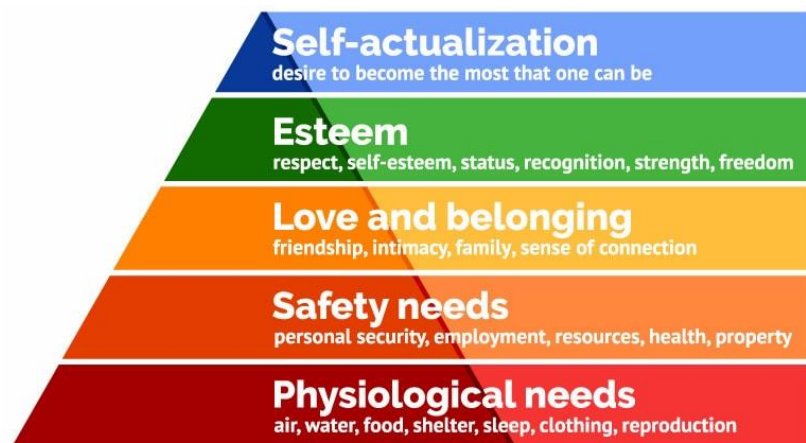 Self-actualization
desire to become the most that one can be
Esteem
respect, self-esteem, status, recognition, strength, freedom
Love and belonging
friendship, intimacy, family, sense of connection
Safety needs
personal security, employment, resources, health, property
Physiological needs
air, water, food, shelter, sleep, clothing, reproduction